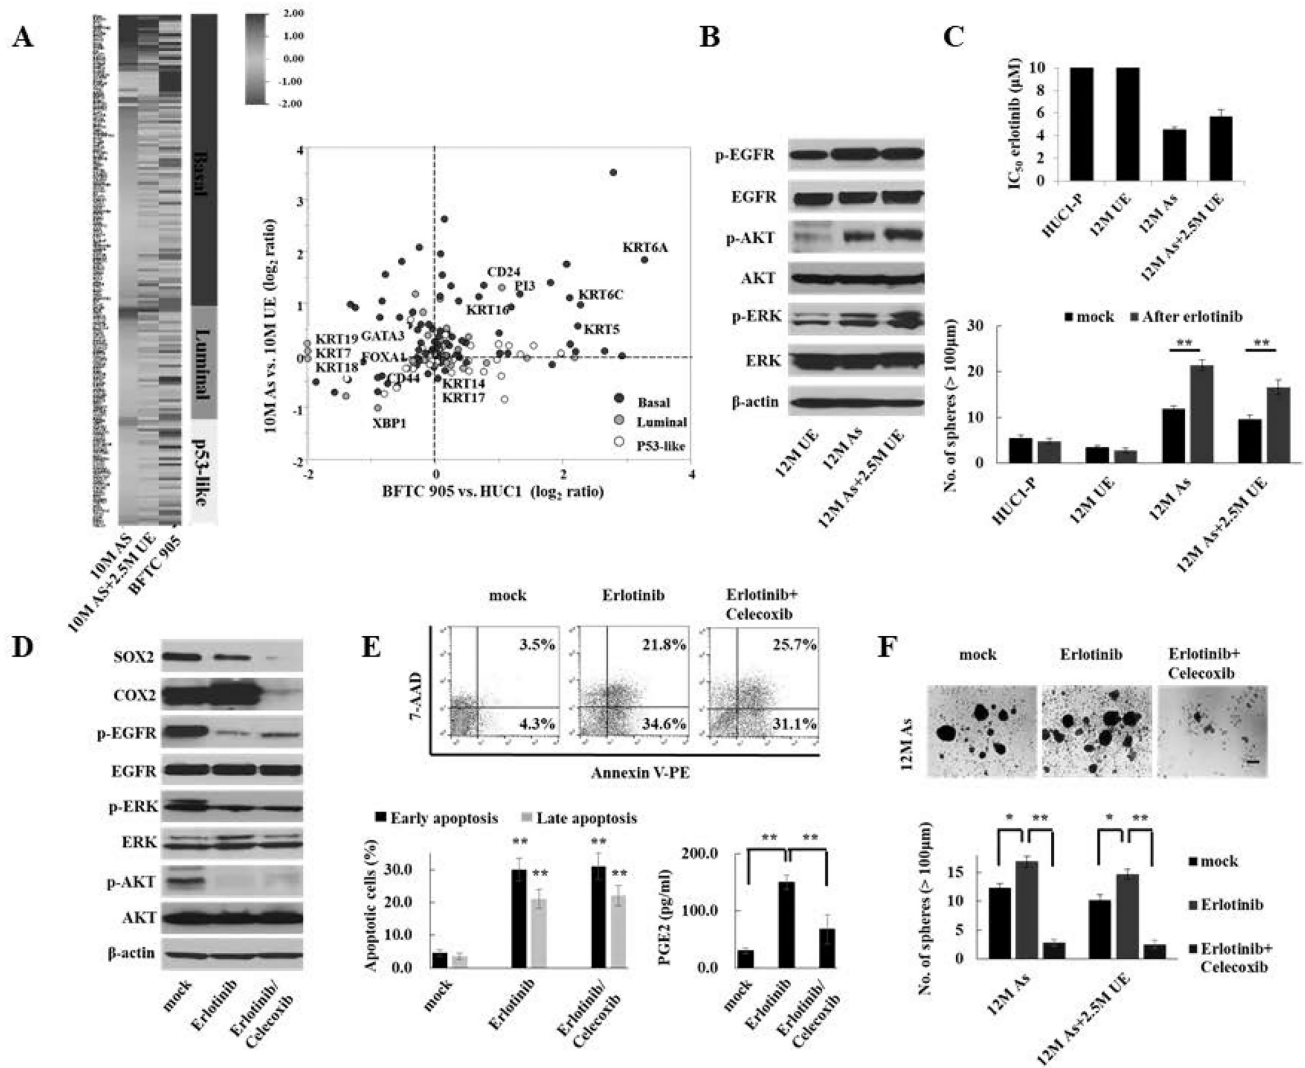 A
2.00
1.00
0.00
-1.00
-2.00
Basal
Luminal
p53-like
10M AS
10M AS+2.5M UE
BFTC 905
10M As vs. 10M UE (log2 ratio)
4
3
2
1
0
-1
-2
KRT6A
CD24
PI3
KRT6C
KRT16
KRT5
KRT19
GATA3
KRT7
FOXA1
KRT18
CD44
KRT14
KRT17
XBP1
Basal
Luminal
P53-like
-2
0
2
4
BFTC 905 vs. HUC1 (log2 ratio)
B
p-EGFR
EGFR
p-AKT
AKT
p-ERK
ERK
β-actin
12M UE
12M As
12M As+2.5M UE
C
IC50 erlotinib (μM)
10
8
6
4
2
0
HUC1-P
12M UE
12M As
12M As+2.5M UE
No. of spheres (> 100μm)
30
20
10
0
mock
After erlotinib
**
**
HUC1-P
12M UE
12M As
12M As+2.5M UE
D
SOX2
COX2
p-EGFR
EGFR
p-ERK
ERK
p-AKT
AKT
β-actin
mock
Erlotinib
Erlotinib/
Celecoxib
E
mock
Erlotinib
Erlotinib+
Celecoxib
7-AAD
3.5%
21.8%
25.7%
4.3%
34.6%
31.1%
Annexin V-PE
Early apoptosis
Late apoptosis
Apoptotic cells (%)
30.0
20.0
10.0
0.0
**
**
**
**
mock
Erlotinib
Erlotinib/
Celecoxib
PGE2 (pg/ml)
200.0
100.0
0.0
**
**
mock
Erlotinib
Erlotinib/
Celecoxib
F
mock
Erlotinib
Erlotinib+
Celecoxib
12M As
No. of spheres (> 100μm)
15
10
5
0
*
**
*
**
mock
Erlotinib
Erlotinib+
Celecoxib
12M As
12M As+2.5M UE